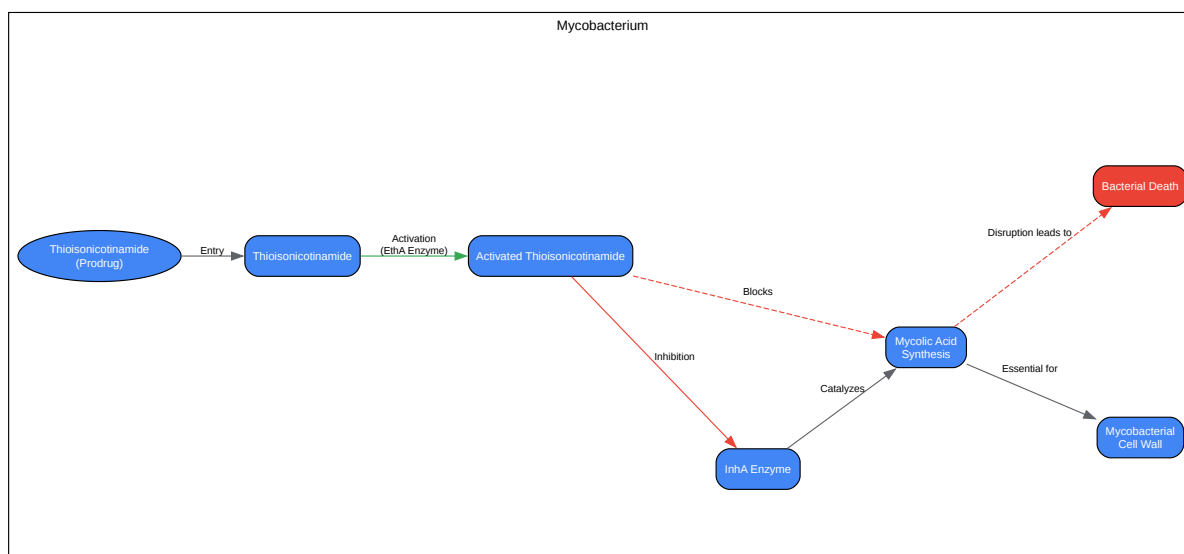 Mycobacterium
Thioisonicotinamide
(Prodrug)
Entry
Thioisonicotinamide
Activation
(EthA Enzyme)
Activated Thioisonicotinamide
Blocks
Inhibition
InhA Enzyme
Catalyzes
Mycolic Acid
Synthesis
Disruption leads to
Bacterial Death
Essential for
Mycobacterial
Cell Wall